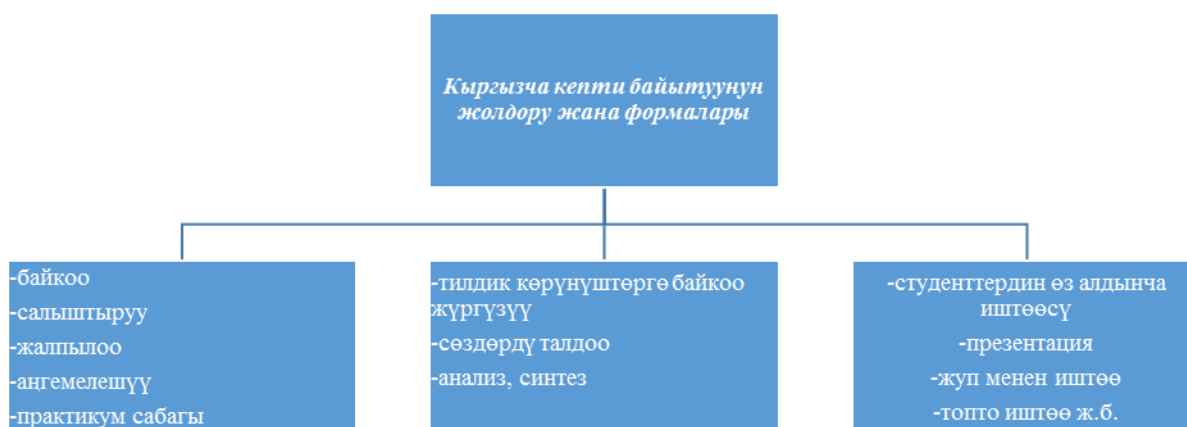 Кыргызча кепти байытуунун
жолдору жана формалары
-байкоо
-салыштыруу
-жалпылоо
-аңгемелешүү
-практикум сабагы
-тилдик көрүнүштөргө байкоо
жүргүзүү
-сөздөрдү талдоо
-анализ, синтез
-студенттердин өз алдынча
иштөөсү
-презентация
-жуп менен иштөө
-топто иштөө ж.б.